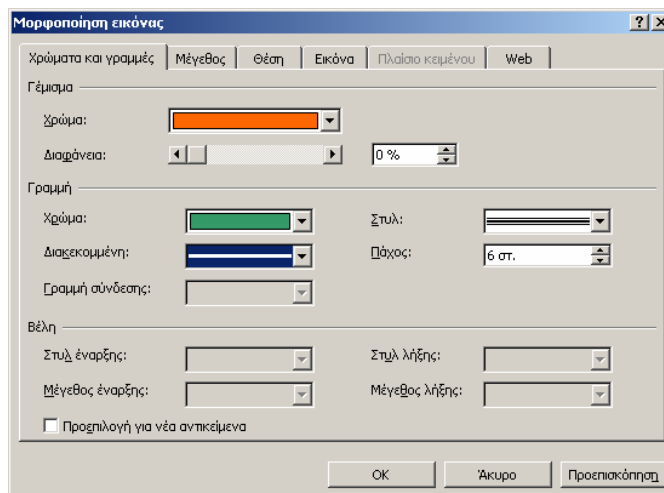 Μορφοποίηση εικόνας
Χρώματα και γραμμές Μέγεθος Θέση Εικόνα Πλαίσιο κειμένου Web
Γέμισμα
Χρώμα:
Διαφάνεια: 0 %
Γραμμή
Χρώμα: Στυλ:
Διακεκομμένη: Πάχος: 6 στ.
Γραμμή σύνδεσης:
Βέλη
Στυλ έναρξης: Στυλ λήξης:
Μέγεθος έναρξης: Μέγεθος λήξης:
Προεπιλογή για νέα αντικείμενα
OK Άκυρο Προεπισκόπηση